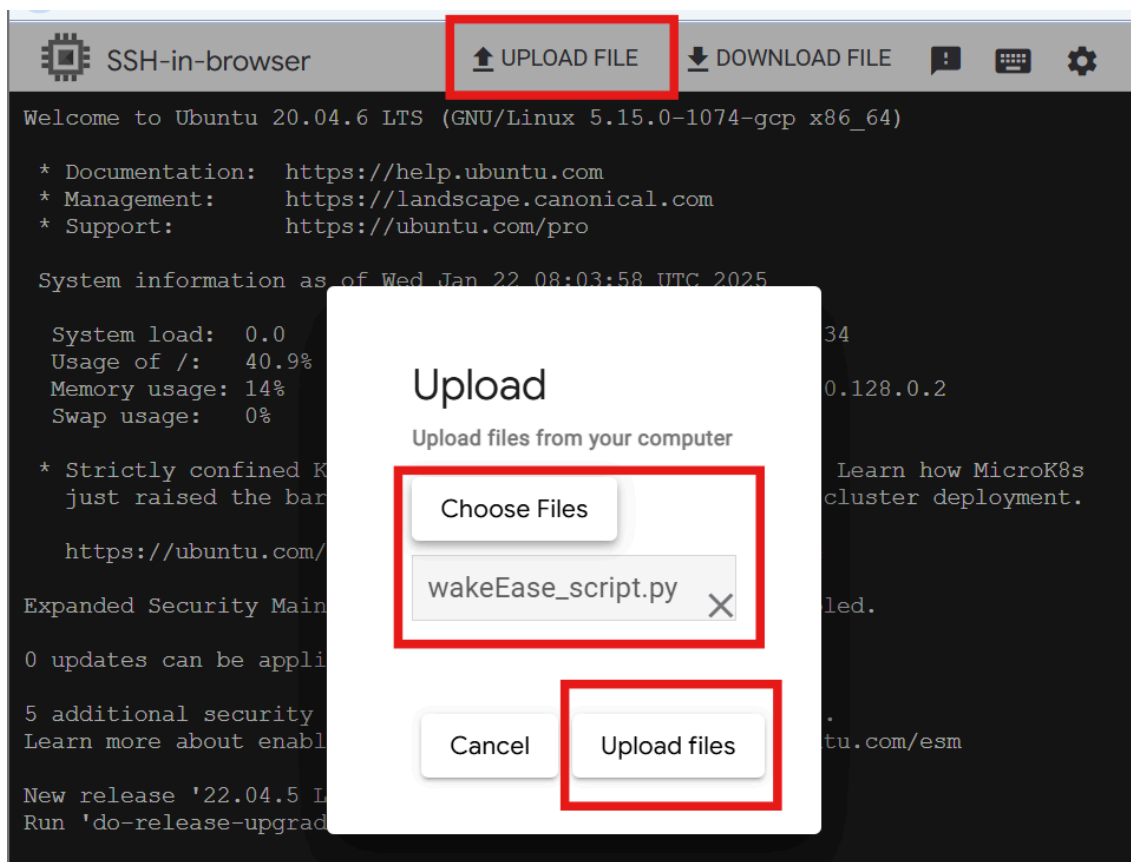 SSH-in-browser UPLOAD FILE DOWNLOAD FILE
Welcome to Ubuntu 20.04.6 LTS (GNU/Linux 5.15.0-1074-gcp x86_64)
* Documentation: https://help.ubuntu.com
* Management: https://landscape.canonical.com
* Support: https://ubuntu.com/pro
System information as of Wed Jan 22 08:03:58 UTC 2025
System load: 0.0 34
Usage of /: 40.9%
Memory usage: 14% 0.128.0.2
Swap usage: 0%
* Strictly confined K Learn how MicroK8s
just raised the bar cluster deployment.
https://ubuntu.com/
Expanded Security Main led.
0 updates can be appli
5 additional security .
Learn more about enabl tu.com/esm
New release '22.04.5 L
Run 'do-release-upgrad
Upload
Upload files from your computer
Choose Files
wakeEase_script.py
Cancel Upload files